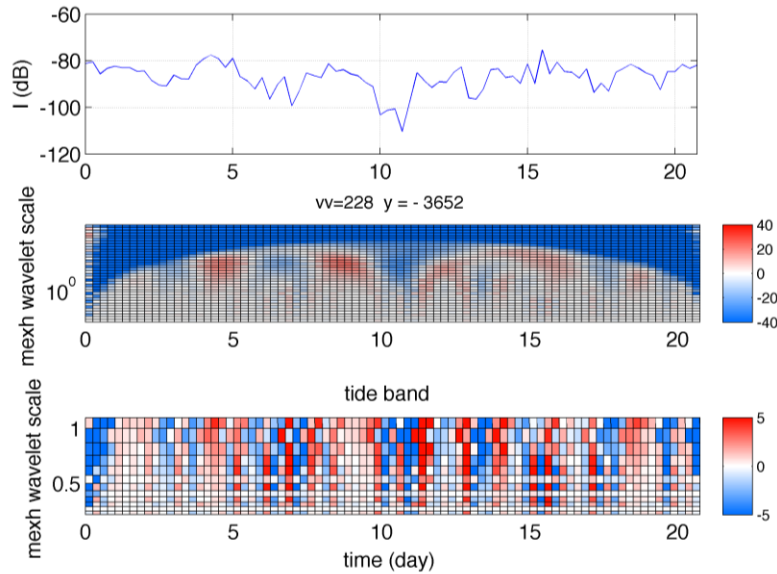 I (dB)
-60
-80
-100
-120
0 5 10 15 20
vv=228 y = - 3652
mexh wavelet scale
10^0
0 5 10 15 20
40
20
0
-20
-40
tide band
mexh wavelet scale
1
0.5
0 5 10 15 20
time (day)
5
0
-5